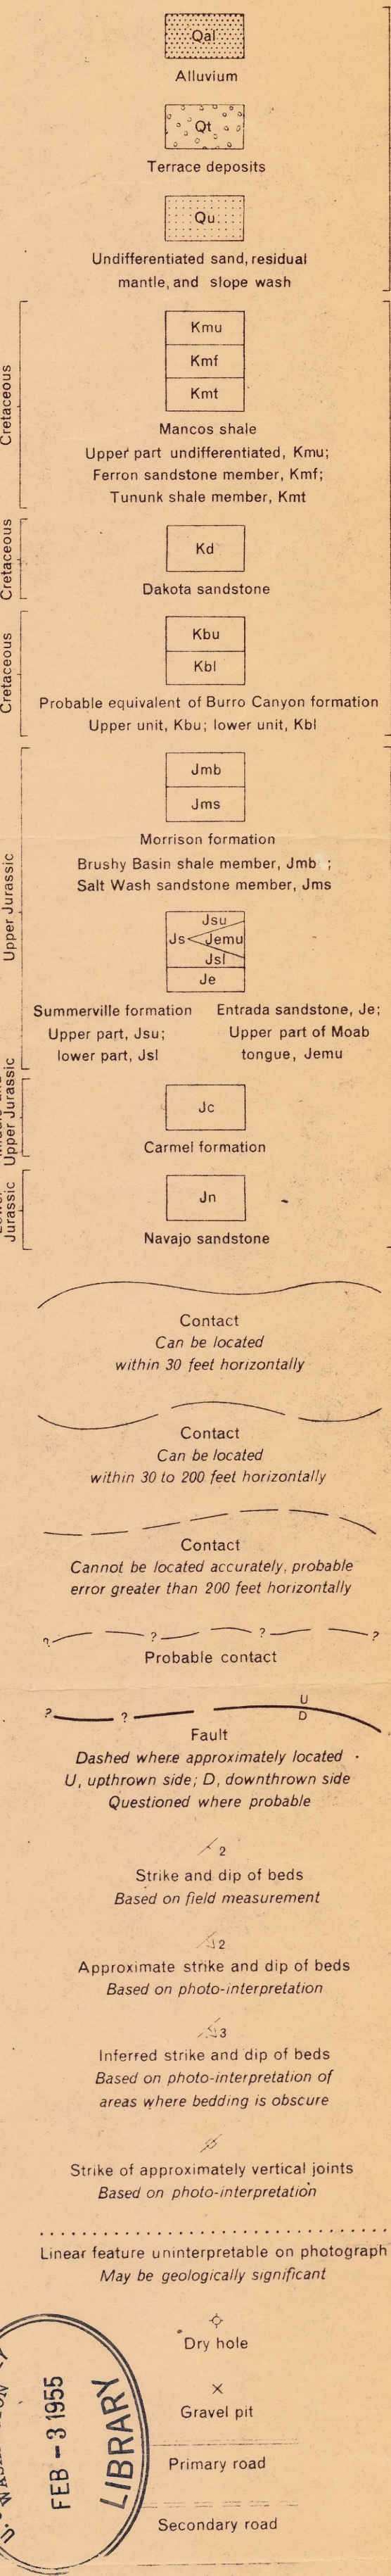 Qal
Alluvium
Qt
Terrace deposits
Qu
Undifferentiated sand, residual
mantle, and slope wash
Cretaceous
Kmu
Kmf
Kmt
Mancos shale
Upper part undifferentiated, Kmu;
Ferron sandstone member, Kmf;
Tununk shale member, Kmt
Cretaceous
Kd
Dakota sandstone
Cretaceous
Kbu
Kbl
Probable equivalent of Burro Canyon formation
Upper unit, Kbu; lower unit, Kbl
Upper Jurassic
Jmb
Jms
Morrison formation
Brushy Basin shale member, Jmb ;
Salt Wash sandstone member, Jms
Jsu
Js Jemu
Jsl
Je
Summerville formation
Upper part, Jsu;
lower part, Jsl
Entrada sandstone, Je;
Upper part of Moab
tongue, Jemu
Upper Jurassic
Jc
Carmel formation
Jurassic
Jn
Navajo sandstone
Contact
Can be located
within 30 feet horizontally
Contact
Can be located
within 30 to 200 feet horizontally
Contact
Cannot be located accurately, probable
error greater than 200 feet horizontally
? ? ? ?
Probable contact
? ? U
D
Fault
Dashed where approximately located
U, upthrown side; D, downthrown side
Questioned where probable
2
Strike and dip of beds
Based on field measurement
2
Approximate strike and dip of beds
Based on photo-interpretation
3
Inferred strike and dip of beds
Based on photo-interpretation of
areas where bedding is obscure
Strike of approximately vertical joints
Based on photo-interpretation
Linear feature uninterpretable on photograph
May be geologically significant
Dry hole
Gravel pit
Primary road
Secondary road
FEB - 3 1955
LIBRARY